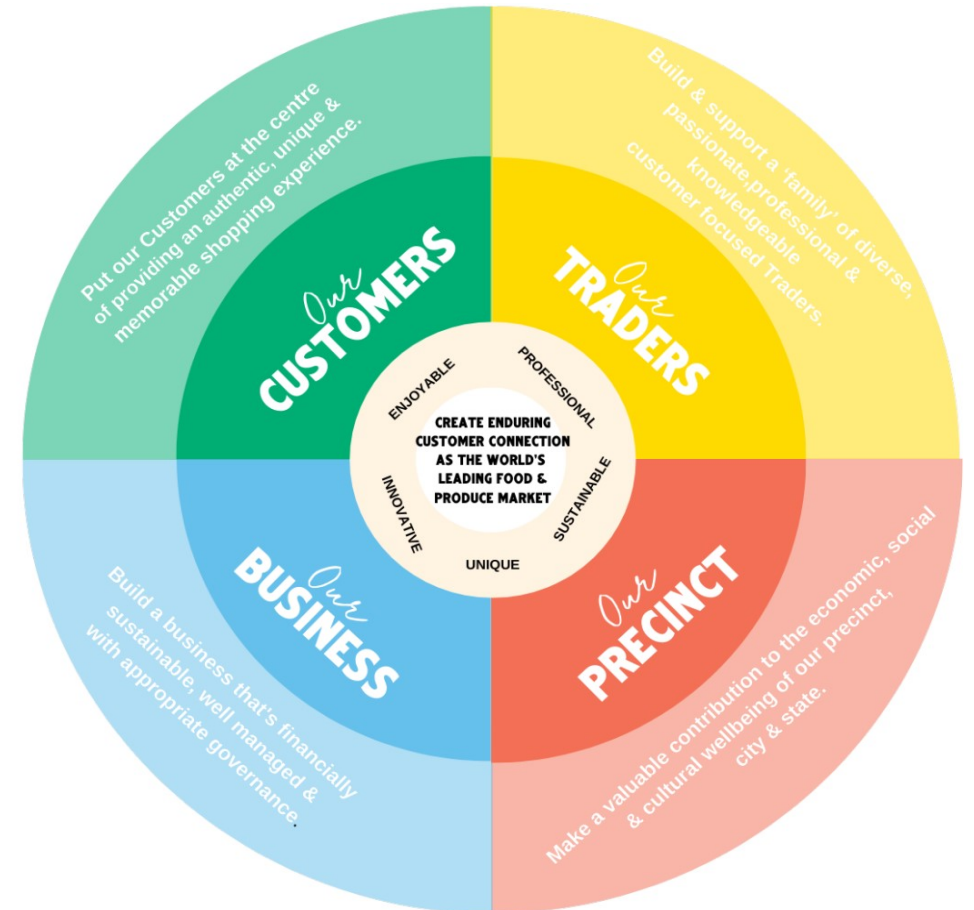 Put our Customers at the centre
of providing an authentic, unique &
memorable shopping experience.
Our
CUSTOMERS
Build & support a 'family' of diverse,
passionate,professional &
knowledgeable
customer focused Traders.
Our
TRADERS
ENJOYABLE
PROFESSIONAL
CREATE ENDURING
CUSTOMER CONNECTION
AS THE WORLD'S
LEADING FOOD &
PRODUCE MARKET
INNOVATIVE
SUSTAINABLE
UNIQUE
Our
BUSINESS
Build a business that's financially
sustainable, well managed &
with appropriate governance.
Our
PRECINCT
Make a valuable contribution to the economic, social
& cultural wellbeing of our precinct,
city & state.